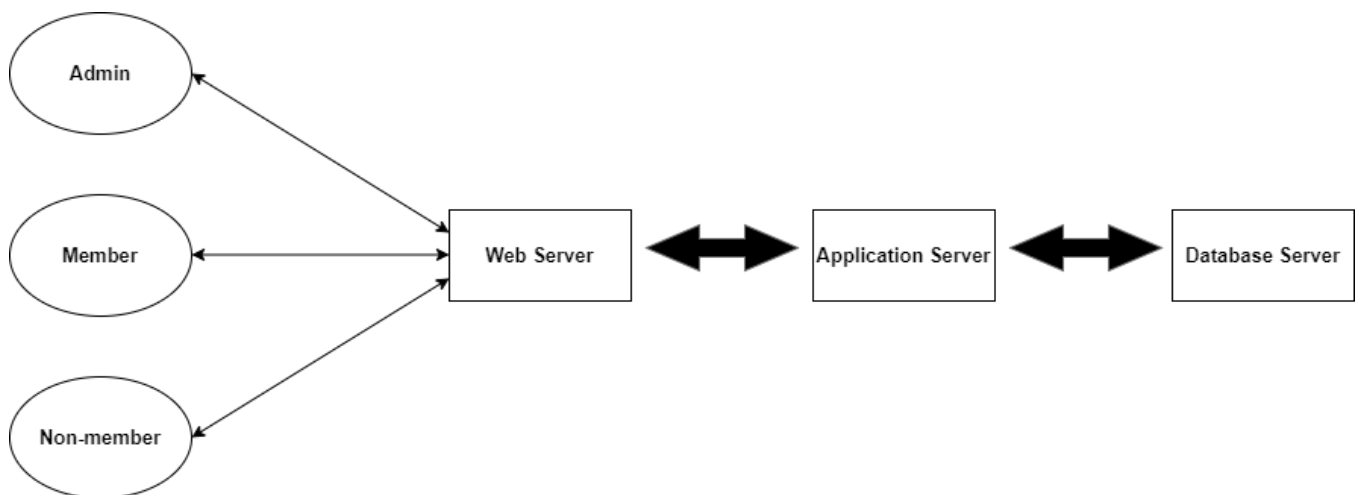 Admin
Member
Web Server
Application Server
Database Server
Non-member